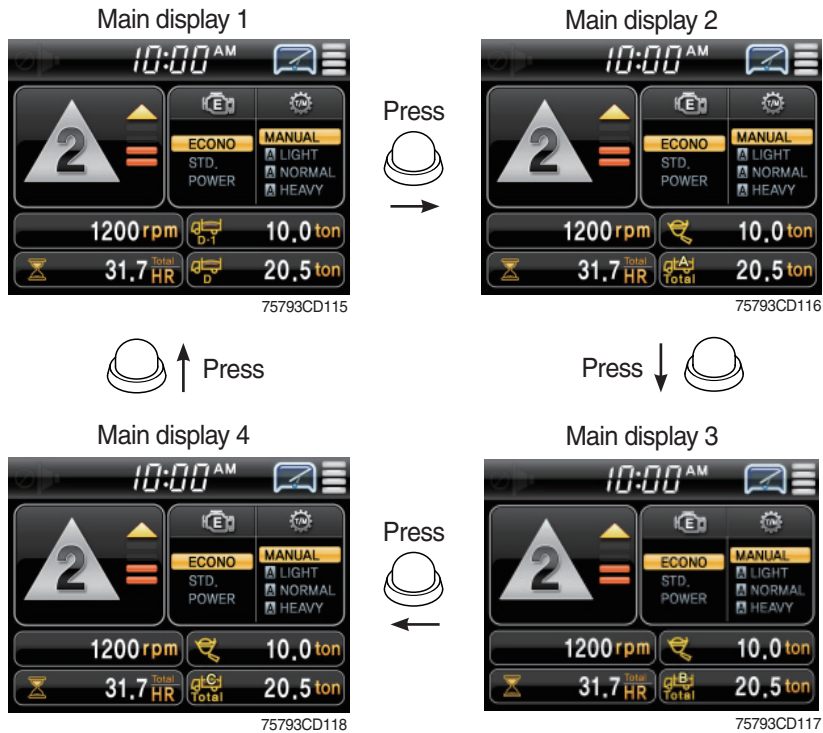 Main display 1
10:00 AM
E
T/M
2
ECONO
STD.
POWER
MANUAL
A LIGHT
A NORMAL
A HEAVY
1200 rpm
D-1
10.0 ton
31.7 Total HR
D
20.5 ton
75793CD115
Press
Main display 2
10:00 AM
E
T/M
2
ECONO
STD.
POWER
MANUAL
A LIGHT
A NORMAL
A HEAVY
1200 rpm
10.0 ton
31.7 Total HR
A Total
20.5 ton
75793CD116
Press
Press
Main display 4
10:00 AM
E
T/M
2
ECONO
STD.
POWER
MANUAL
A LIGHT
A NORMAL
A HEAVY
1200 rpm
10.0 ton
31.7 Total HR
C Total
20.5 ton
75793CD118
Press
Main display 3
10:00 AM
E
T/M
2
ECONO
STD.
POWER
MANUAL
A LIGHT
A NORMAL
A HEAVY
1200 rpm
10.0 ton
31.7 Total HR
B Total
20.5 ton
75793CD117